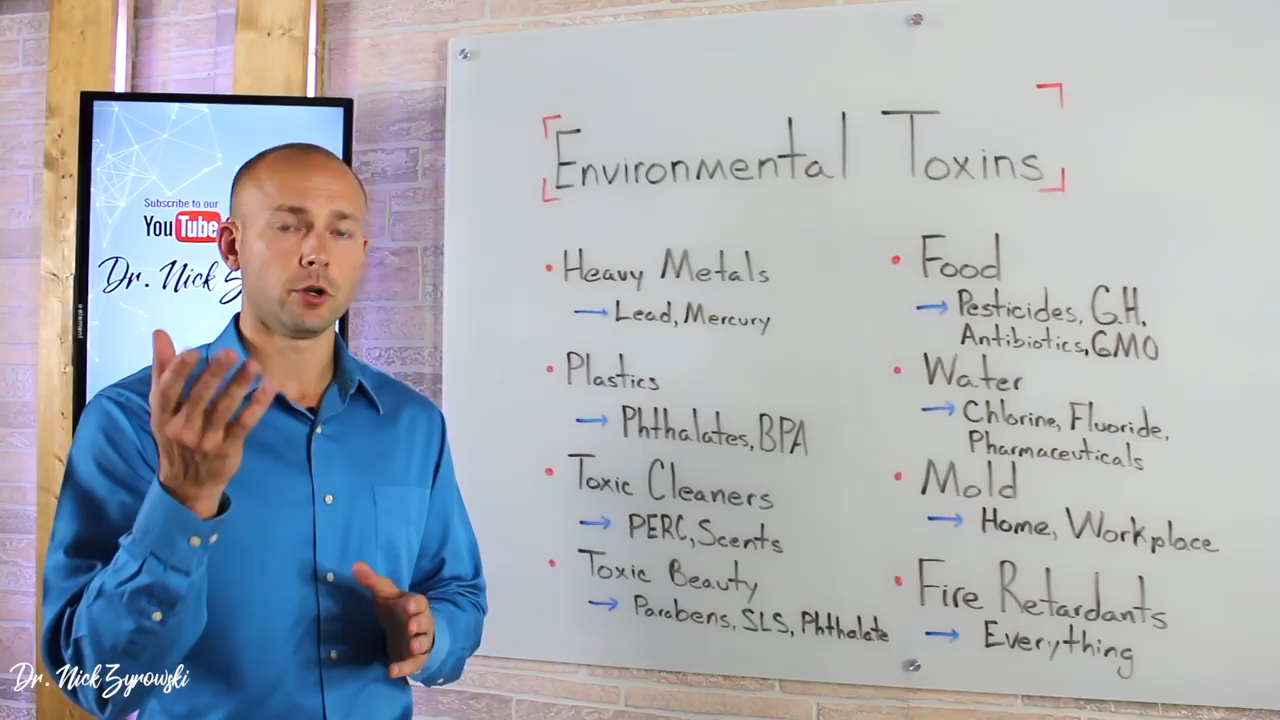 Environmental Toxins
• Heavy Metals
→ Lead, Mercury
• Plastics
→ Phthalates, BPA
• Toxic Cleaners
→ PERC, Scents
• Toxic Beauty
→ Parabens, SLS, Phthalate
• Food
→ Pesticides, G.H,
Antibiotics, GMO
• Water
→ Chlorine, Fluoride,
Pharmaceuticals
• Mold
→ Home, Workplace
• Fire Retardants
→ Everything
Subscribe to our
YouTube
Dr. Nick
element
Dr. Nick Zyrowski